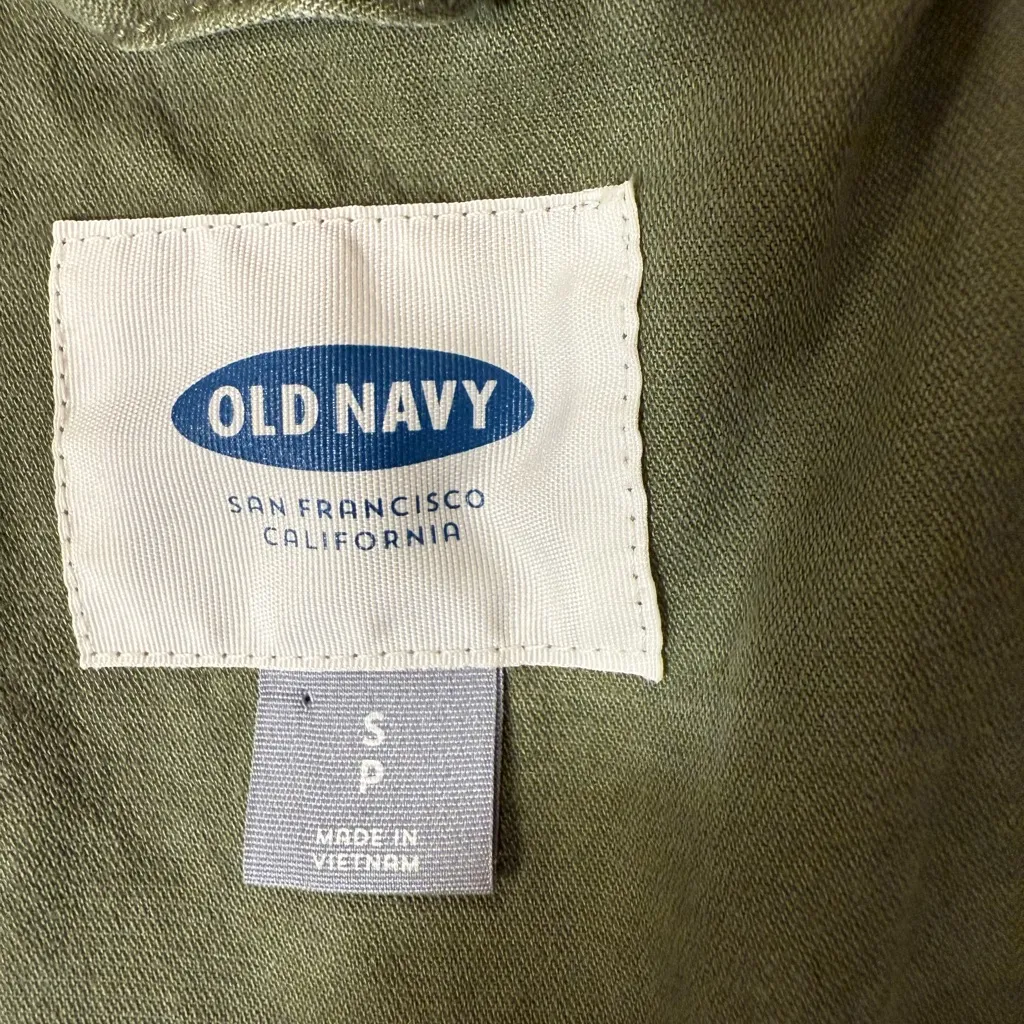 OLD NAVY
SAN FRANCISCO
CALIFORNIA
S
P
MADE IN
VIETNAM